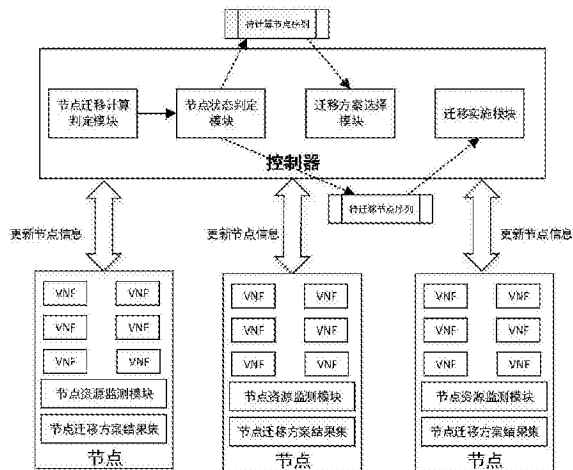 待计算节点序列
节点迁移计算
判定模块
节点状态判定
模块
迁移方案选择
模块
迁移实施模块
控制器
待迁移节点序列
更新节点信息
更新节点信息
更新节点信息
VNF VNF
VNF VNF
VNF VNF
节点资源监测模块
节点迁移方案结果集
节点
VNF VNF
VNF VNF
VNF VNF
节点资源监测模块
节点迁移方案结果集
节点
VNF VNF
VNF VNF
VNF VNF
节点资源监测模块
节点迁移方案结果集
节点